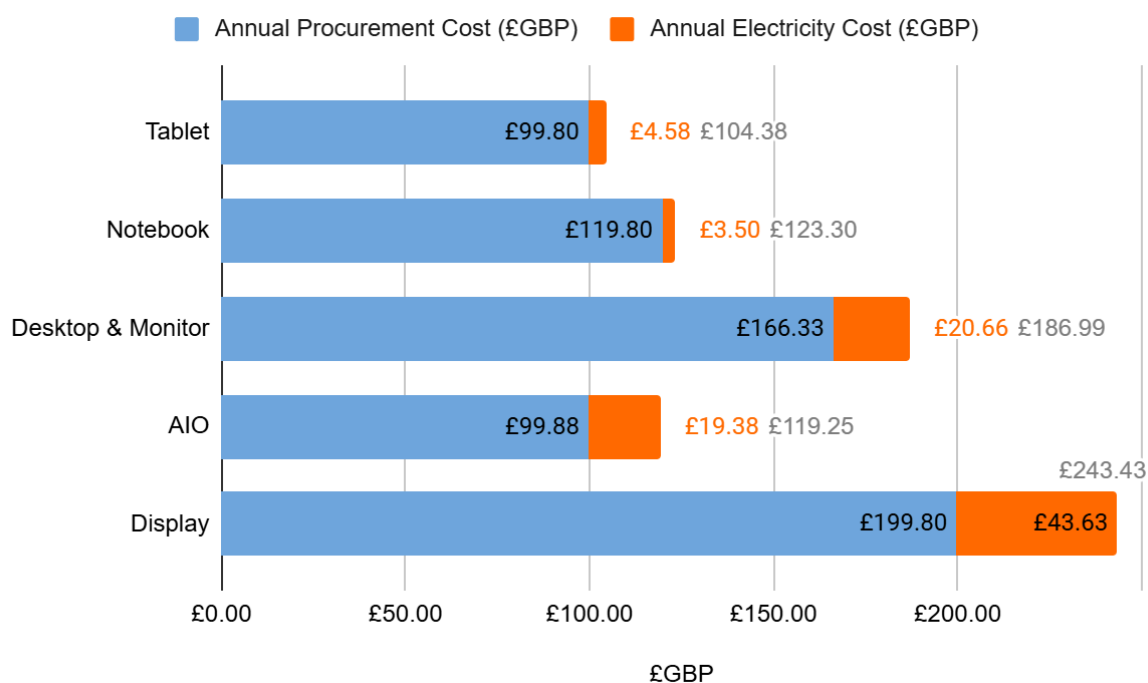 Annual Procurement Cost (£GBP) Annual Electricity Cost (£GBP)
Tablet £99.80 £4.58 £104.38
Notebook £119.80 £3.50 £123.30
Desktop & Monitor £166.33 £20.66 £186.99
AIO £99.88 £19.38 £119.25
£243.43
Display £199.80 £43.63
£0.00 £50.00 £100.00 £150.00 £200.00
£GBP